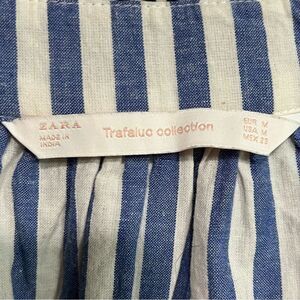 ZARA
MADE IN
INDIA
Trafaluc collection
EUR M
USA M
MEX 28